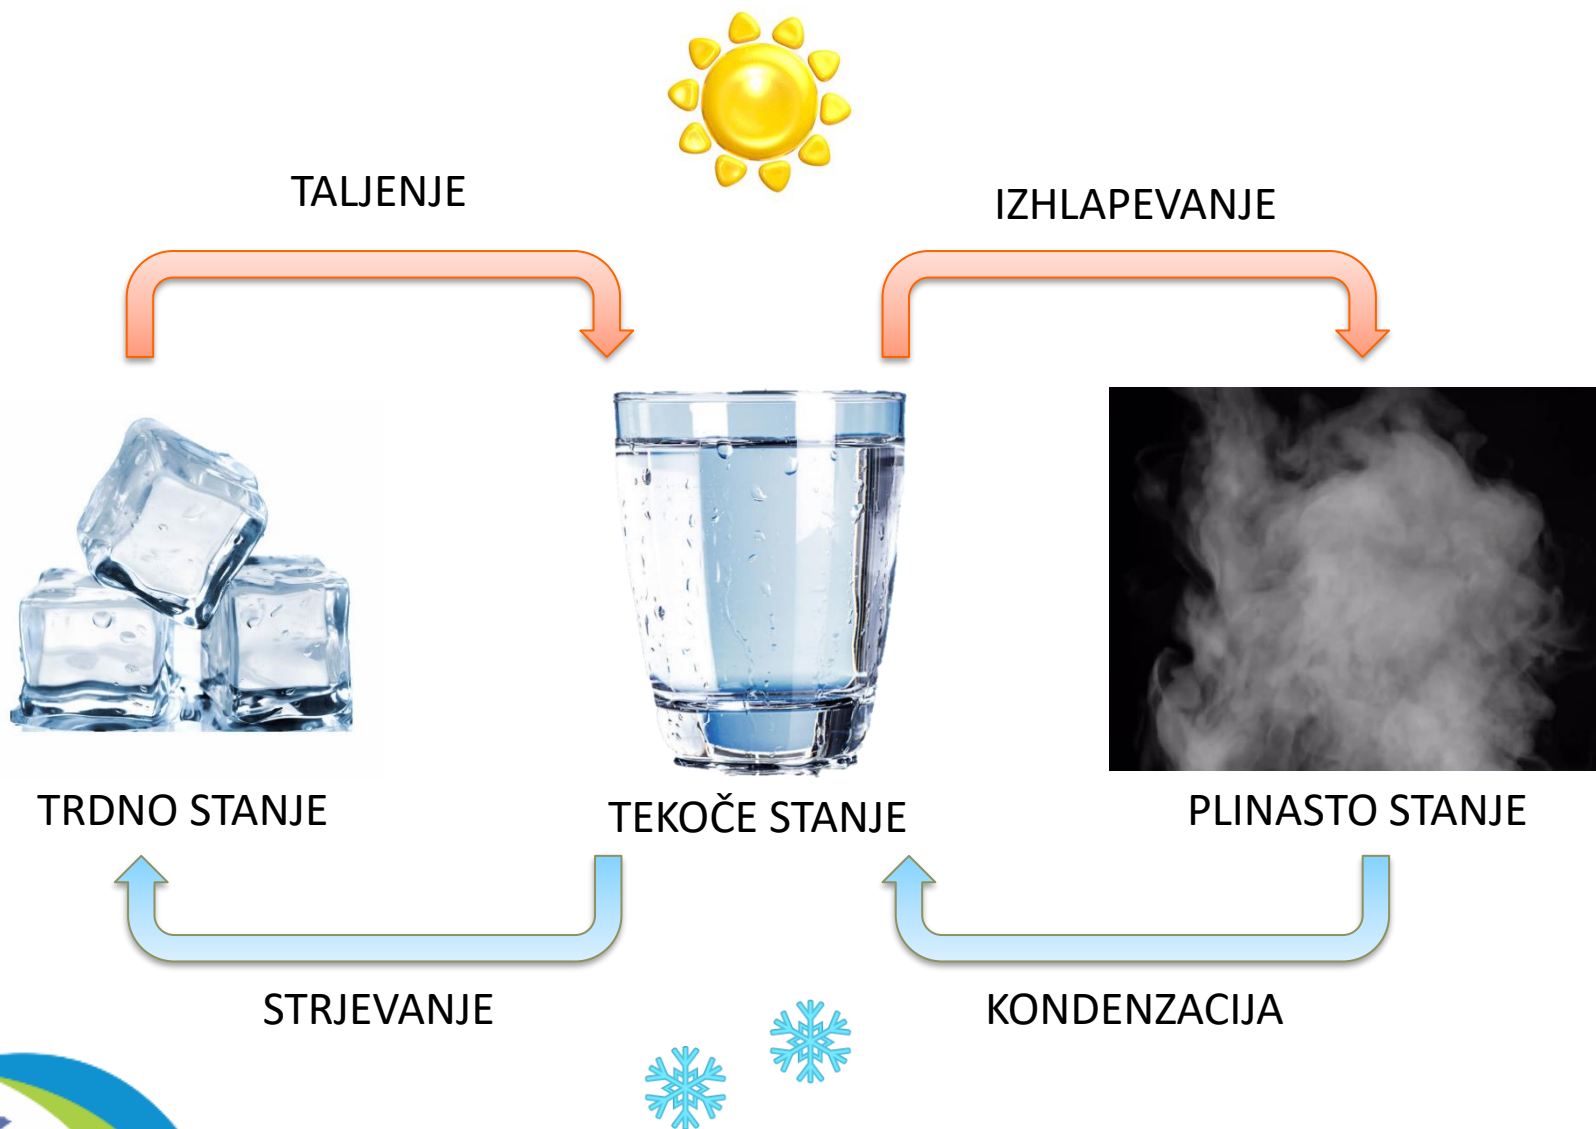 TALJENJE
IZHLAPEVANJE
TRDNO STANJE
TEKOČE STANJE
PLINASTO STANJE
STRJEVANJE
KONDENZACIJA